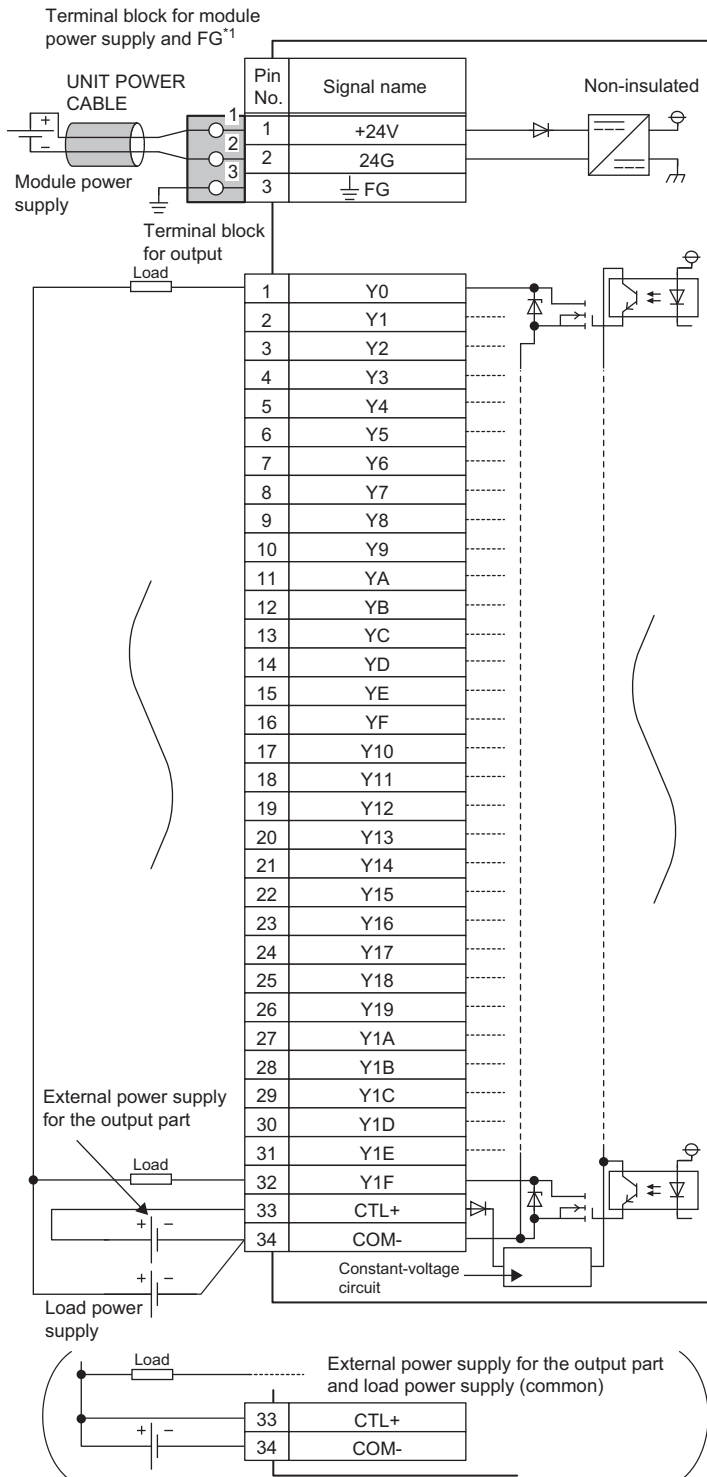 Terminal block for module
power supply and FG*1
UNIT POWER
CABLE
+
−
Module power
supply
1
2
3
Pin
No.
Signal name
1 +24V
2 24G
3 FG
Non-insulated
Terminal block
for output
Load
1 Y0
2 Y1
3 Y2
4 Y3
5 Y4
6 Y5
7 Y6
8 Y7
9 Y8
10 Y9
11 YA
12 YB
13 YC
14 YD
15 YE
16 YF
17 Y10
18 Y11
19 Y12
20 Y13
21 Y14
22 Y15
23 Y16
24 Y17
25 Y18
26 Y19
27 Y1A
28 Y1B
29 Y1C
30 Y1D
31 Y1E
32 Y1F
33 CTL+
34 COM-
External power supply
for the output part
Load
+ −
+ −
Load power
supply
Constant-voltage
circuit
Load
External power supply for the output part
and load power supply (common)
+ −
33 CTL+
34 COM-